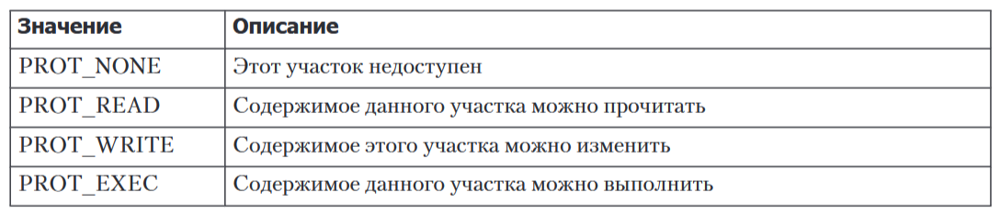 Значение Описание
PROT_NONE Этот участок недоступен
PROT_READ Содержимое данного участка можно прочитать
PROT_WRITE Содержимое этого участка можно изменить
PROT_EXEC Содержимое данного участка можно выполнить